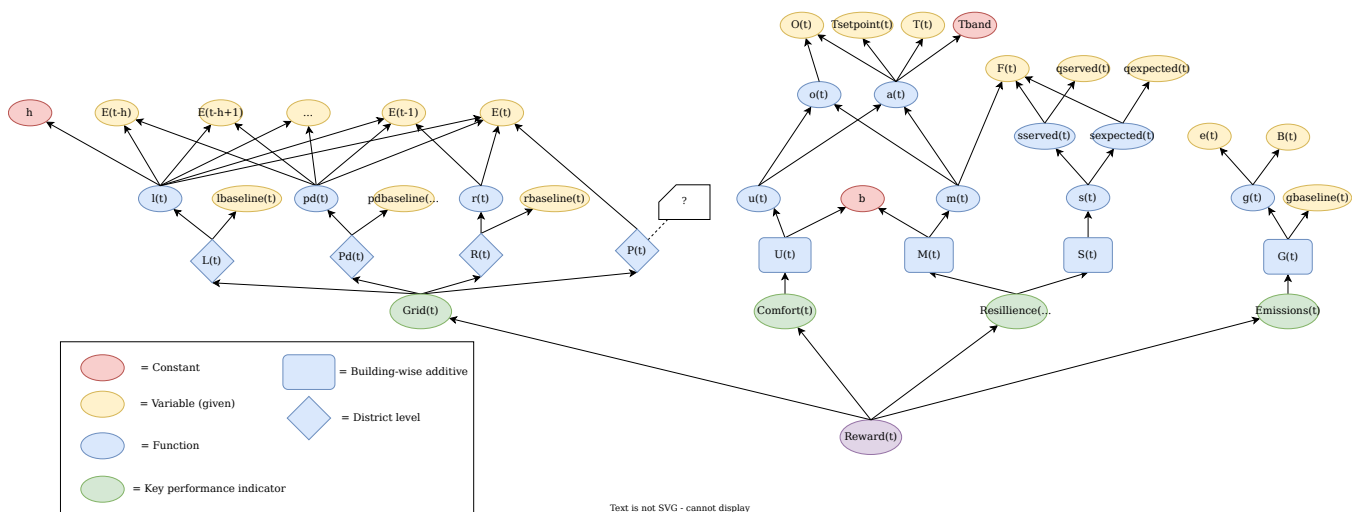 O(t)
Tsetpoint(t)
T(t)
Tband
F(t)
qserved(t)
qexpected(t)
o(t)
a(t)
h
E(t-h)
E(t-h+1)
...
E(t-1)
E(t)
sserved(t)
sexpected(t)
e(t)
B(t)
l(t)
lbaseline(t)
pd(t)
pdbaseline(...
r(t)
rbaseline(t)
?
u(t)
b
m(t)
s(t)
g(t)
gbaseline(t)
L(t)
Pd(t)
R(t)
P(t)
U(t)
M(t)
S(t)
G(t)
Grid(t)
Comfort(t)
Resillience(...
Emissions(t)
= Constant
= Building-wise additive
= Variable (given)
= District level
= Function
= Key performance indicator
Reward(t)
Text is not SVG - cannot display